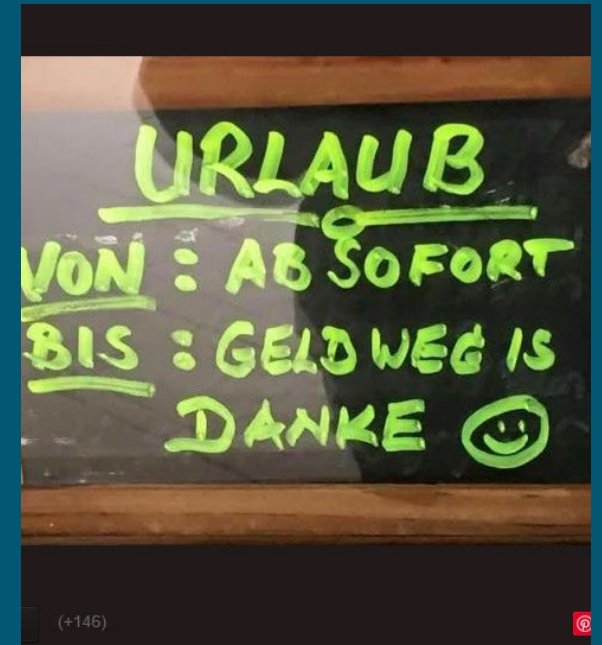 URLAUB
VON : AB SOFORT
BIS : GELD WEG IS
DANKE
(+146)